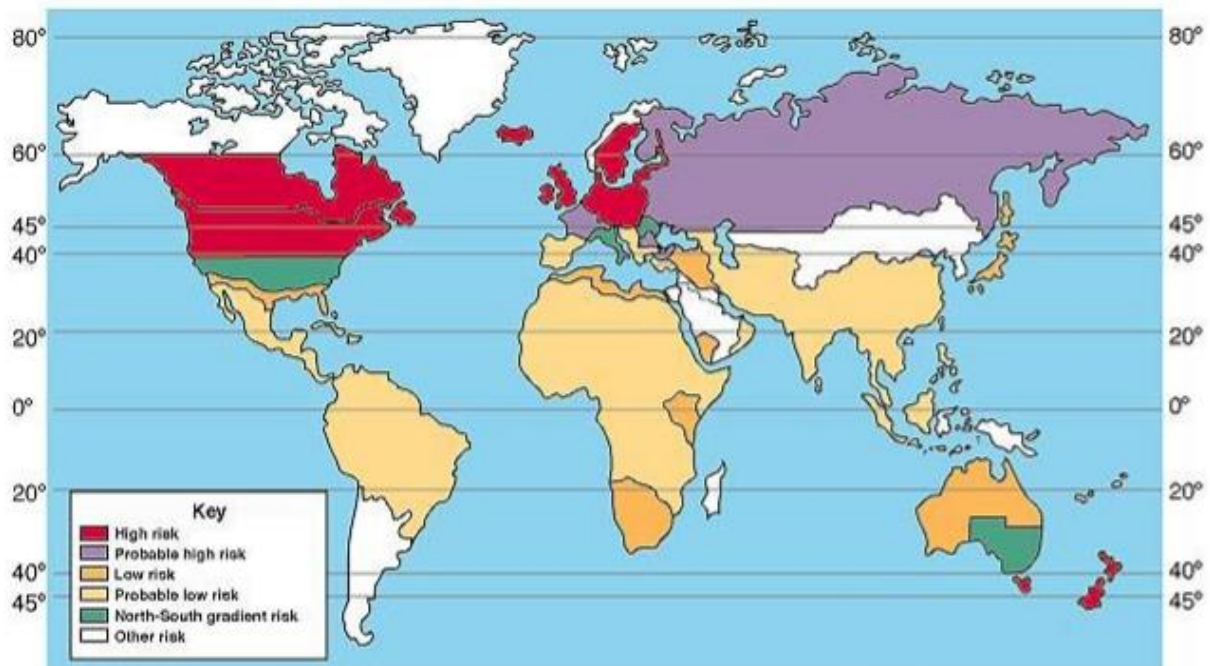 80° 80°
60° 60°
45° 45°
40° 40°
20° 20°
0° 0°
20° 20°
40° 40°
45° 45°
Key
High risk
Probable high risk
Low risk
Probable low risk
North-South gradient risk
Other risk